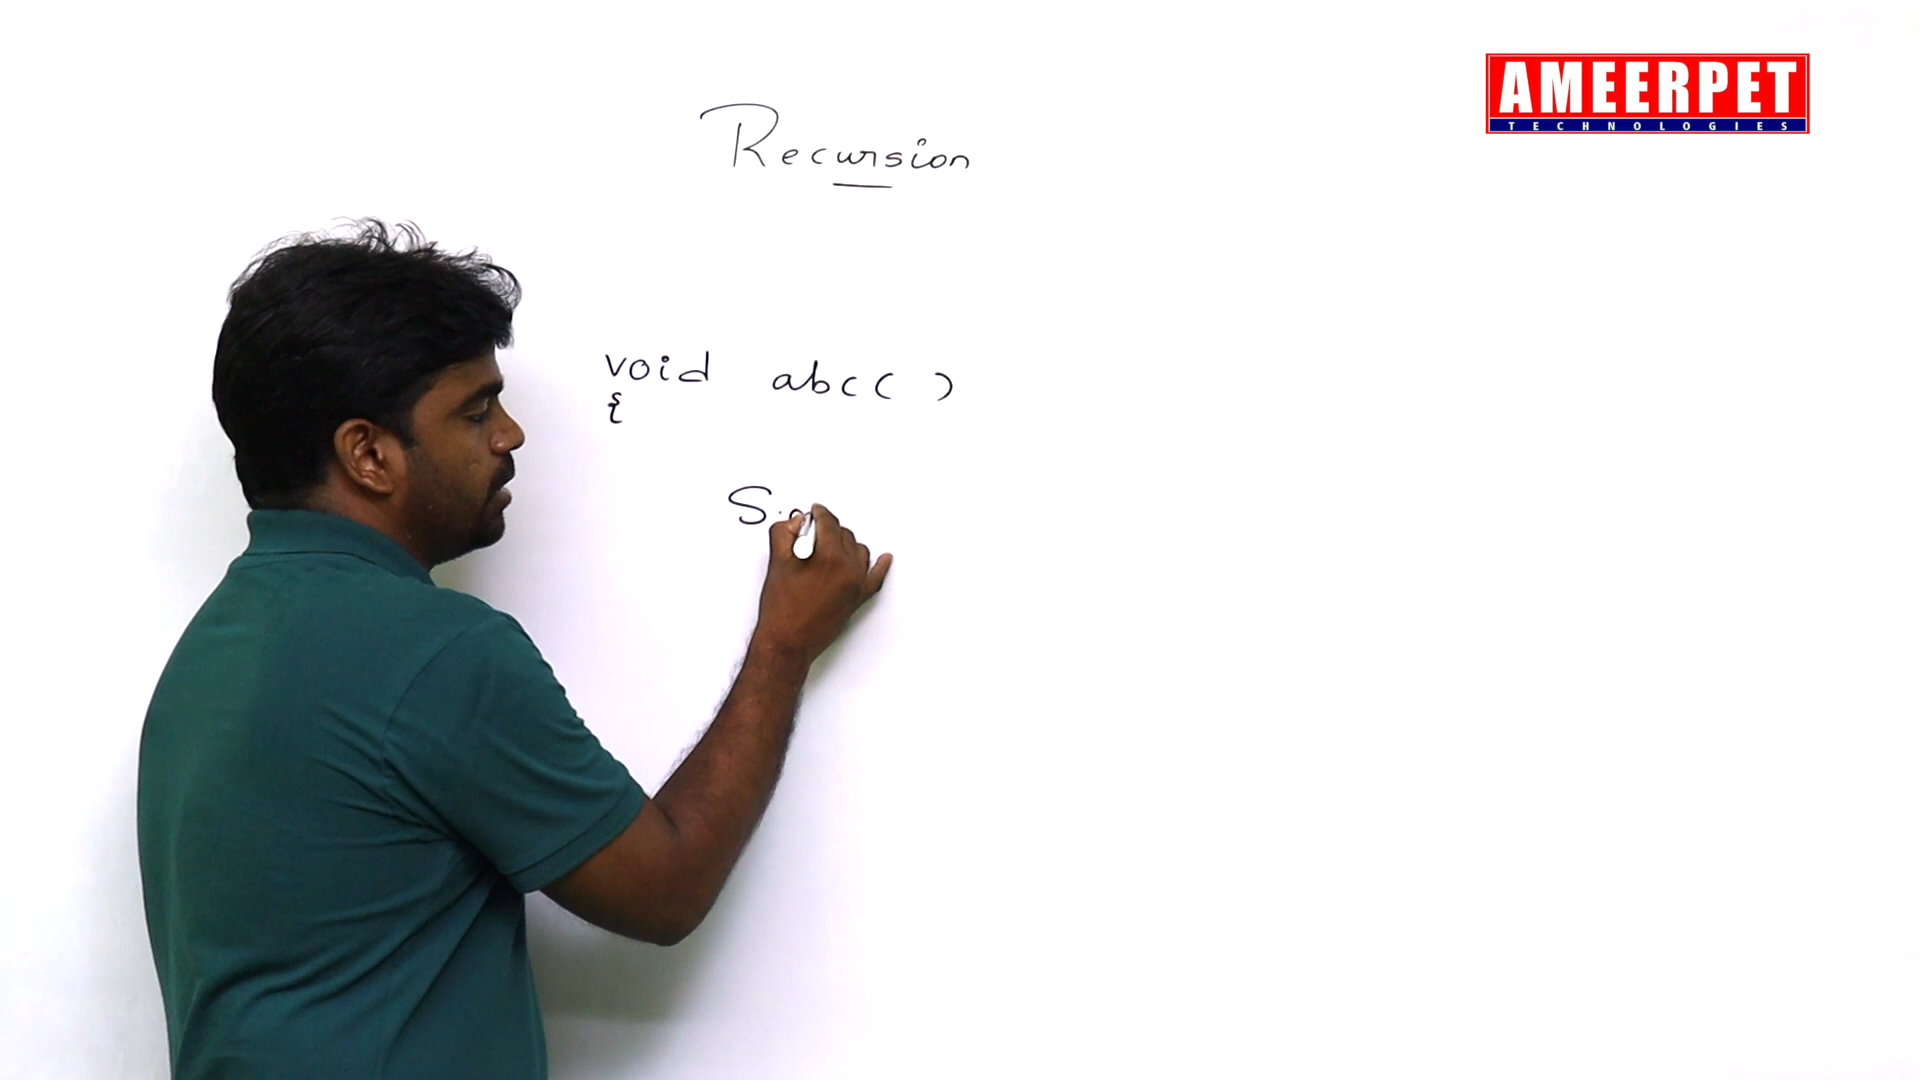 AMEERPET
TECHNOLOGIES
Recursion
void abc( )
{
S.o